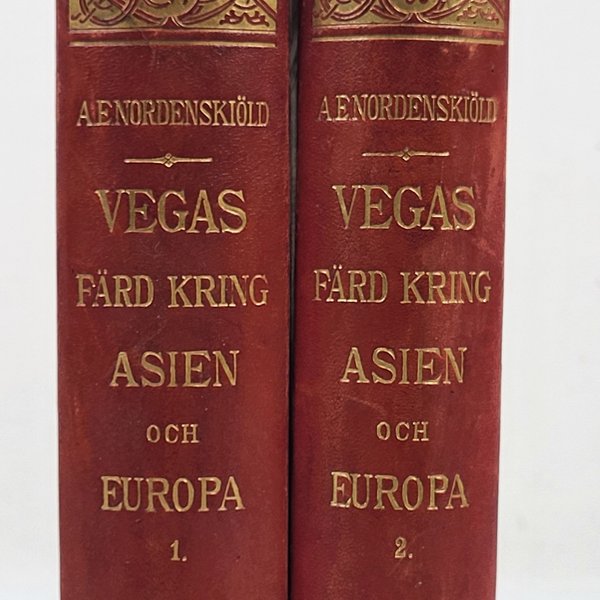 A.E.NORDENSKIÖLD
VEGAS
FÄRD KRING
ASIEN
OCH
EUROPA
1.
A.E.NORDENSKIÖLD
VEGAS
FÄRD KRING
ASIEN
OCH
EUROPA
2.